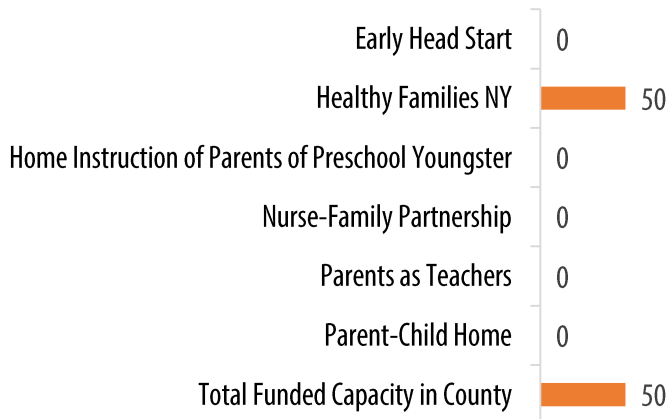 Early Head Start 0
Healthy Families NY 50
Home Instruction of Parents of Preschool Youngster 0
Nurse-Family Partnership 0
Parents as Teachers 0
Parent-Child Home 0
Total Funded Capacity in County 50